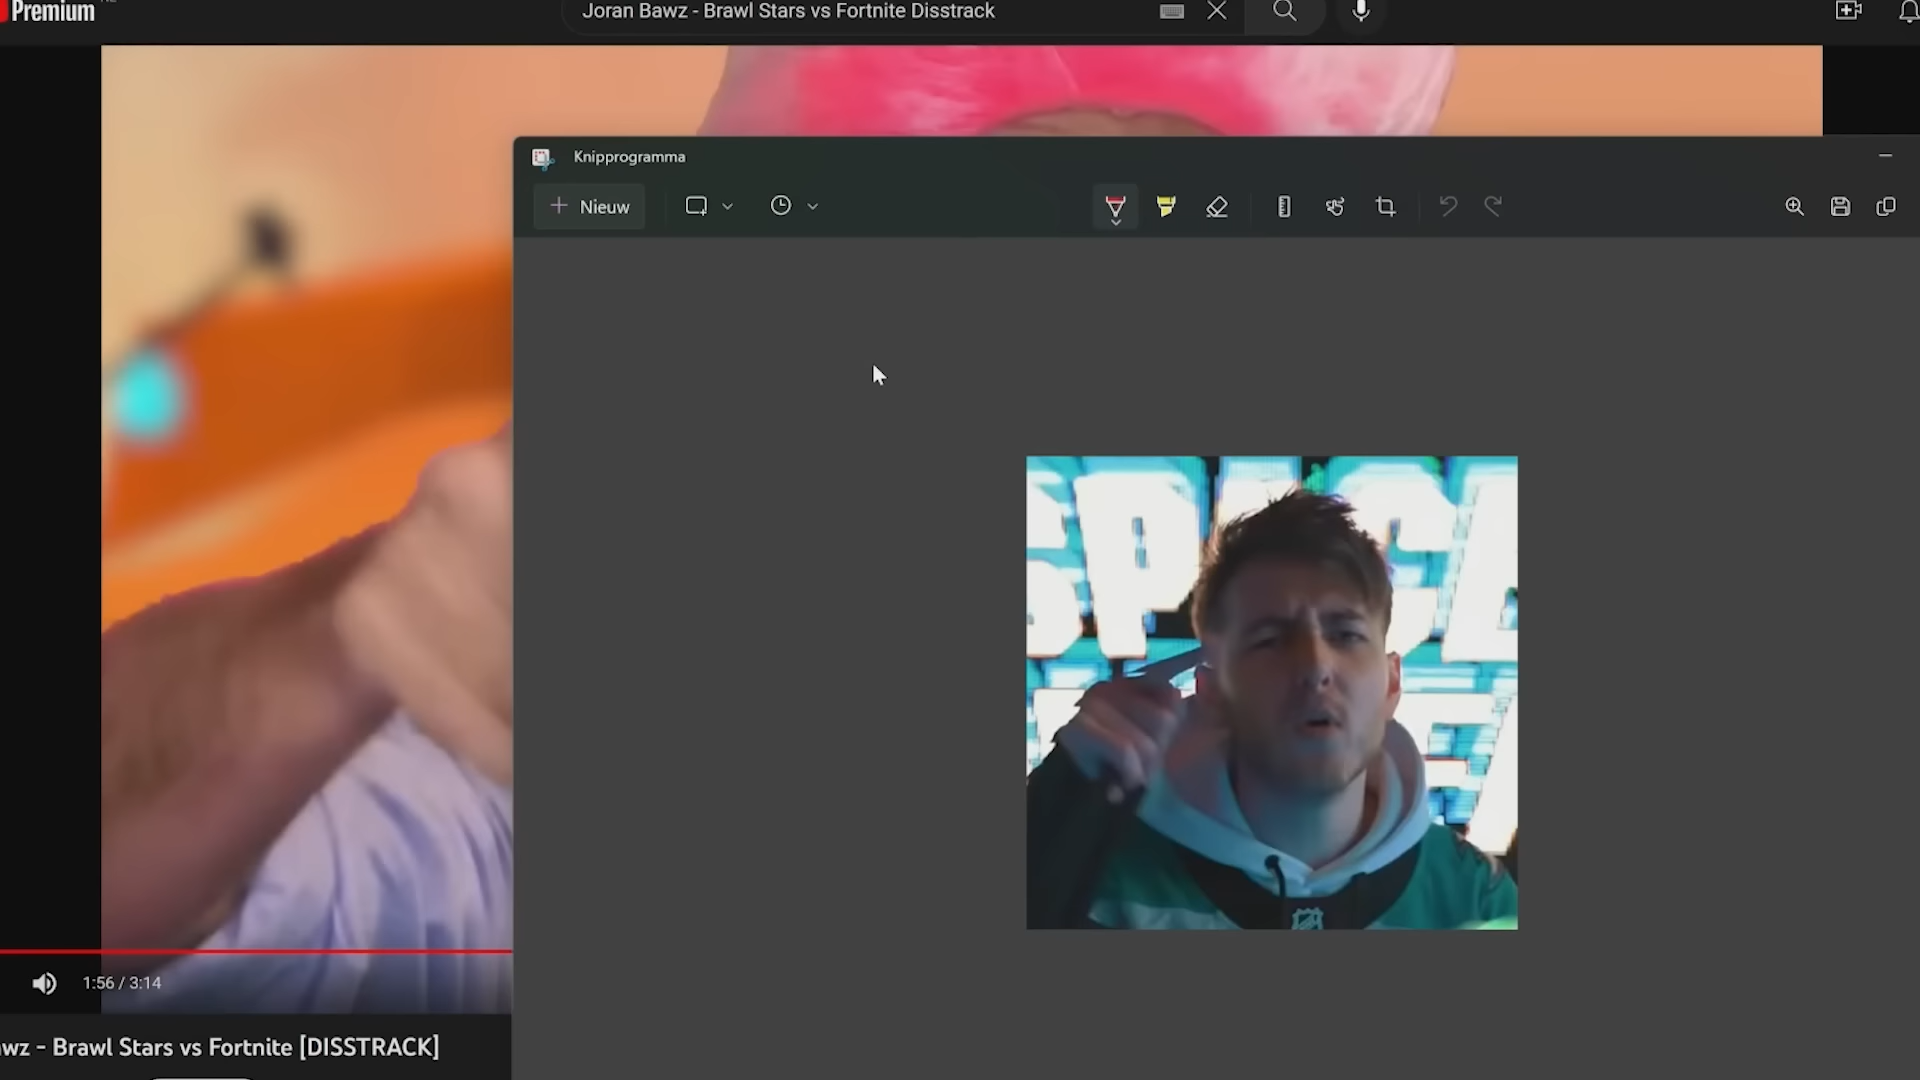 Premium
Joran Bawz - Brawl Stars vs Fortnite Disstrack
Knipprogramma
Nieuw
1:56 / 3:14
wz - Brawl Stars vs Fortnite [DISSTRACK]